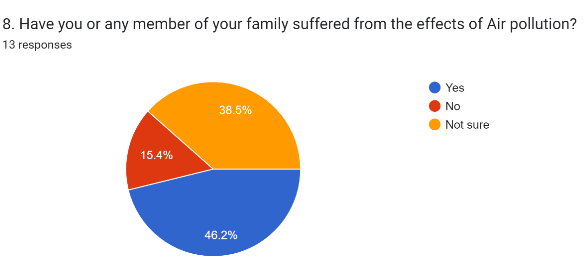 8. Have you or any member of your family suffered from the effects of Air pollution?
13 responses
Yes
No
Not sure
38.5%
15.4%
46.2%